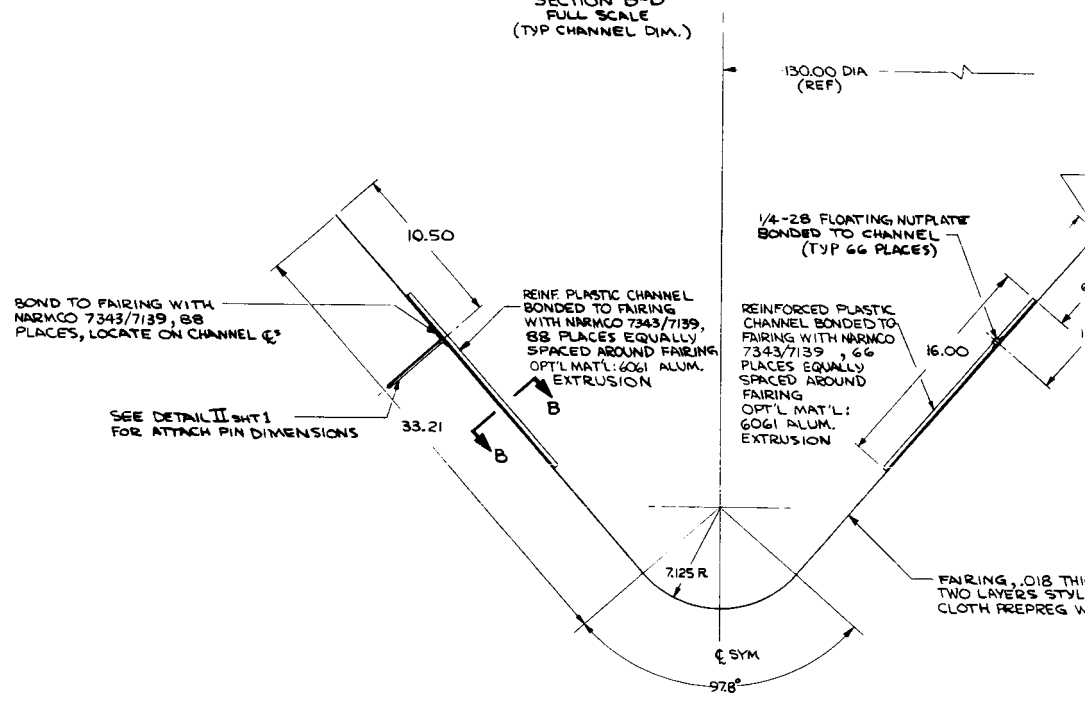 SECTION B-B
FULL SCALE
(TYP CHANNEL DIM.)
130.00 DIA
(REF)
10.50
1/4-28 FLOATING NUTPLATE
BONDED TO CHANNEL
(TYP 66 PLACES)
BOND TO FAIRING WITH
NARMCO 7343/7139, 88
PLACES, LOCATE ON CHANNEL ℄ˢ
REINF. PLASTIC CHANNEL
BONDED TO FAIRING
WITH NARMCO 7343/7139,
88 PLACES EQUALLY
SPACED AROUND FAIRING
OPT'L MAT'L: 6061 ALUM.
EXTRUSION
REINFORCED PLASTIC
CHANNEL BONDED TO
FAIRING WITH NARMCO
7343/7139 , 66
PLACES EQUALLY
SPACED AROUND
FAIRING
OPT'L MAT'L:
6061 ALUM.
EXTRUSION
16.00
SEE DETAIL II SHT 1
FOR ATTACH PIN DIMENSIONS
33.21
B
B
7.125 R
FAIRING, .018
TWO LAYERS
CLOTH PREPREG
℄ SYM
97.8°